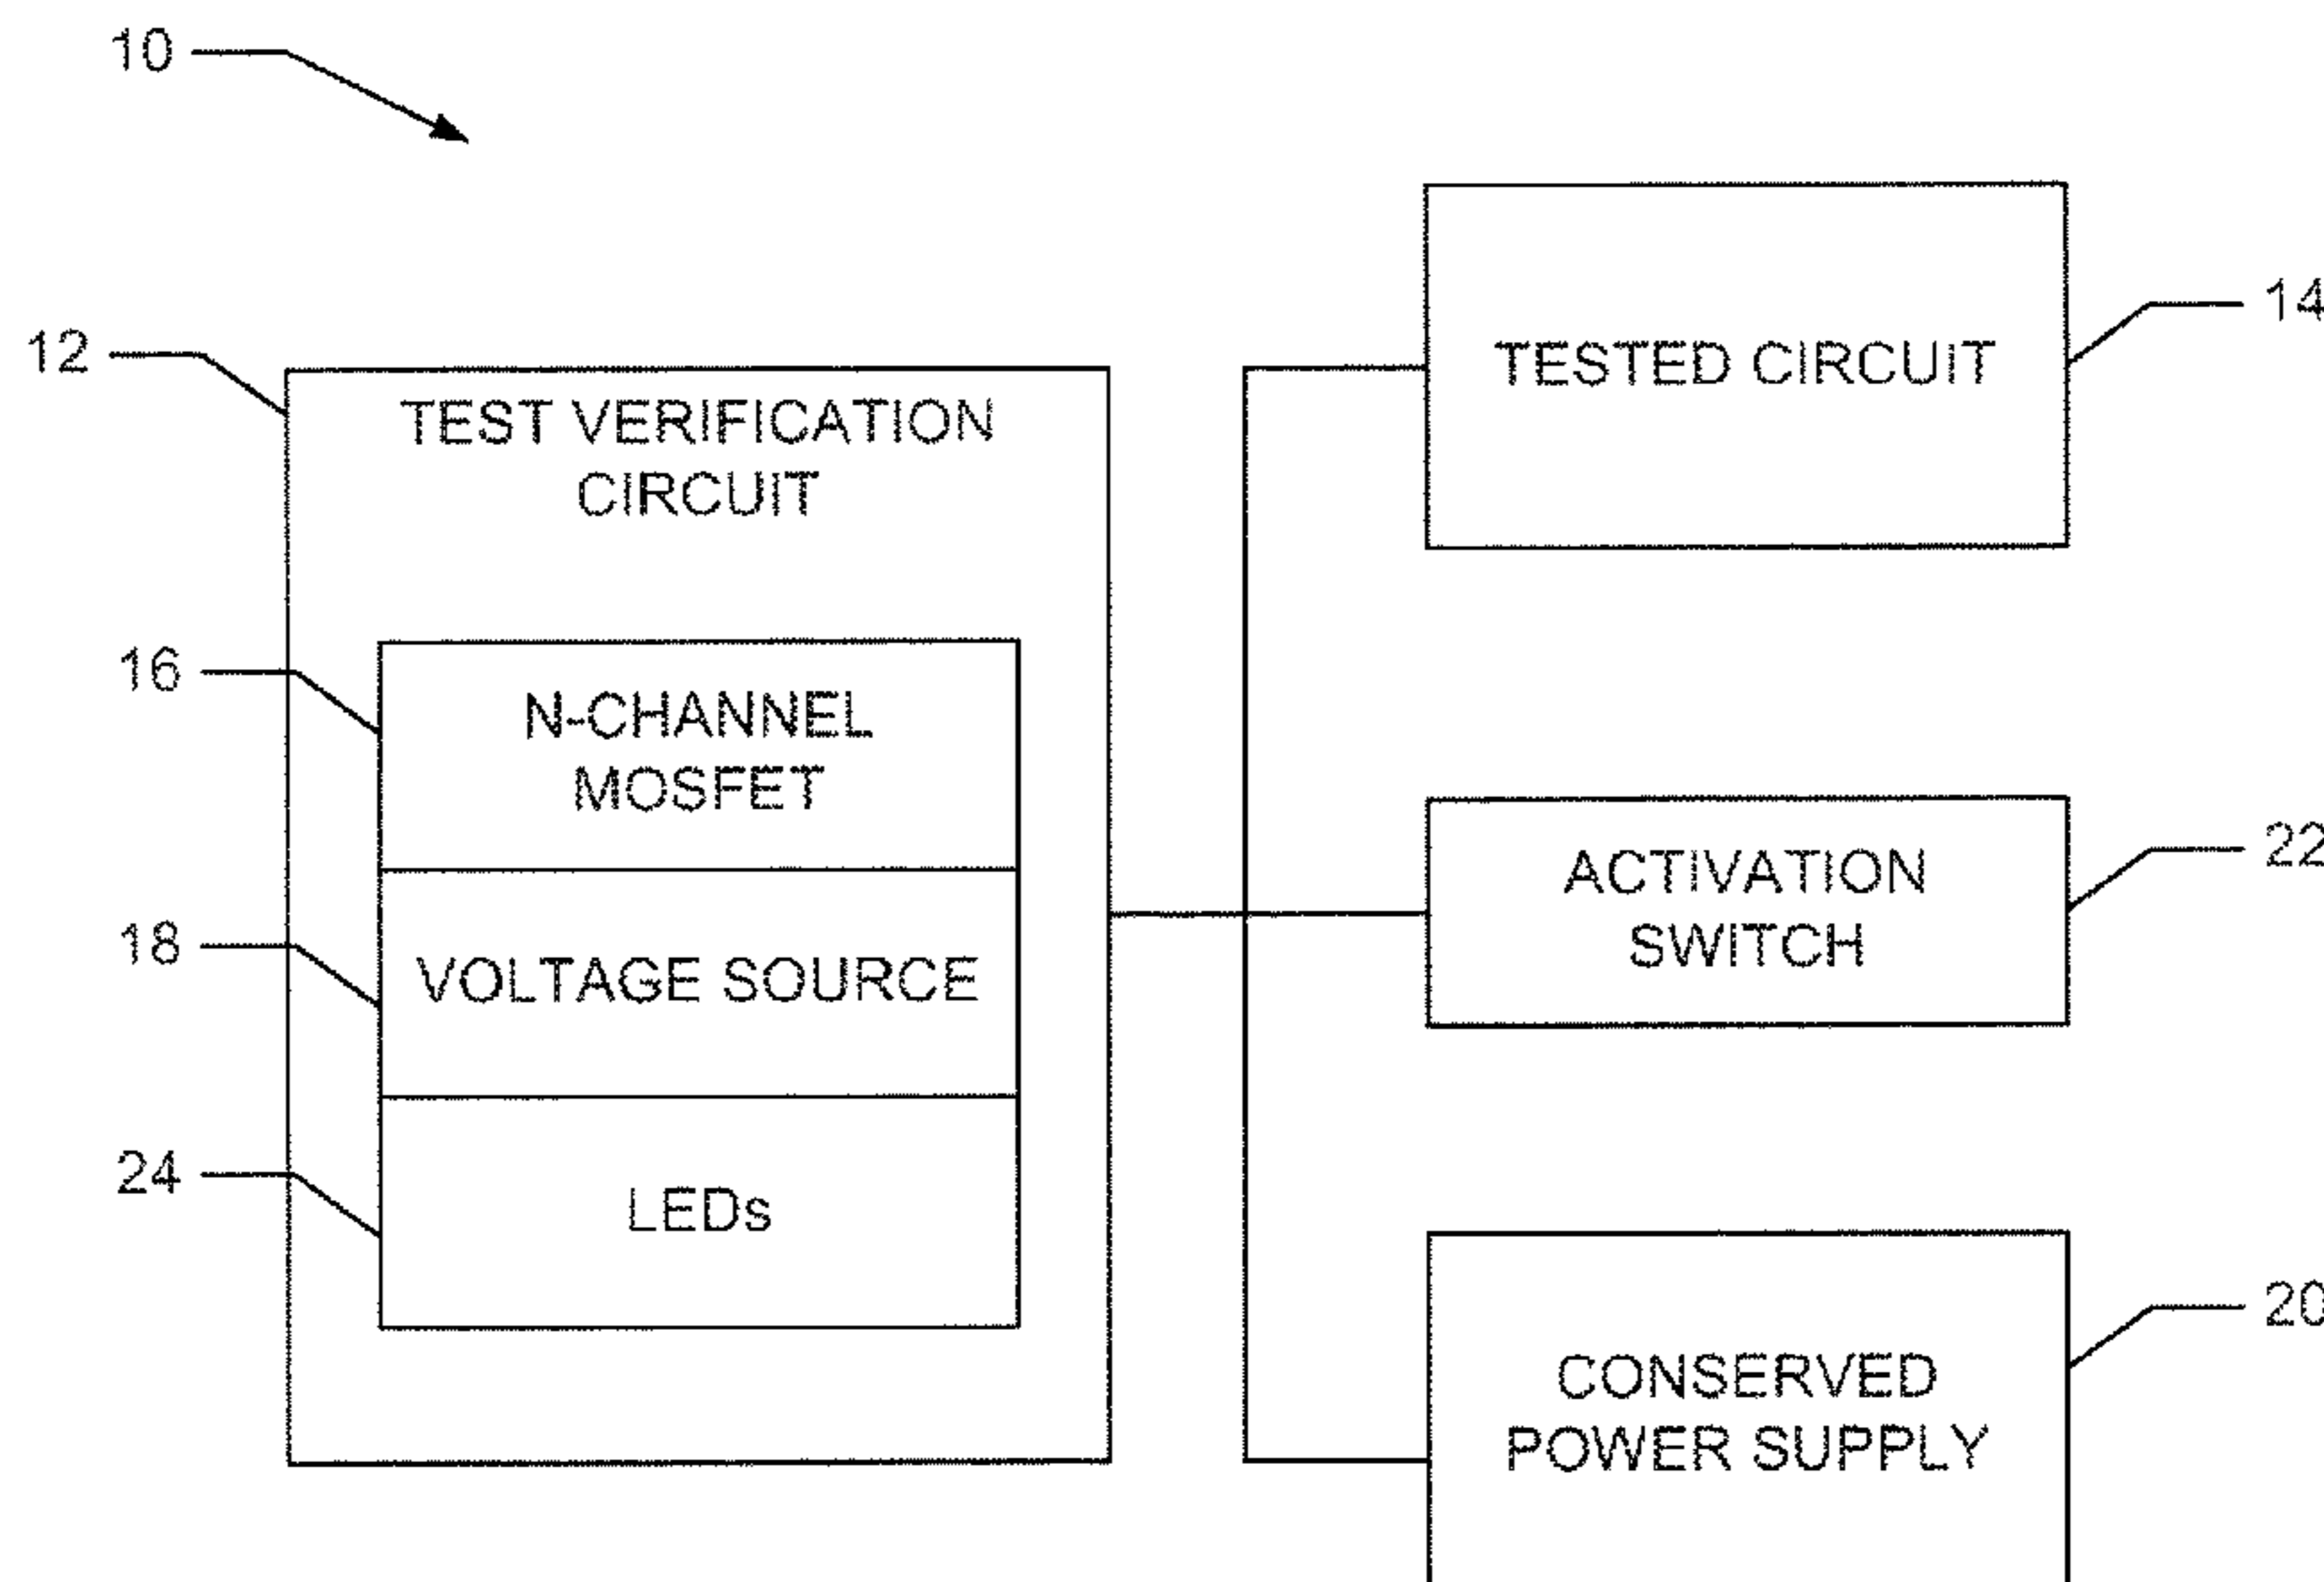 10
12
TEST VERIFICATION
CIRCUIT
16
N-CHANNEL
MOSFET
18
VOLTAGE SOURCE
24
LEDs
TESTED CIRCUIT
14
ACTIVATION
SWITCH
22
CONSERVED
POWER SUPPLY
20